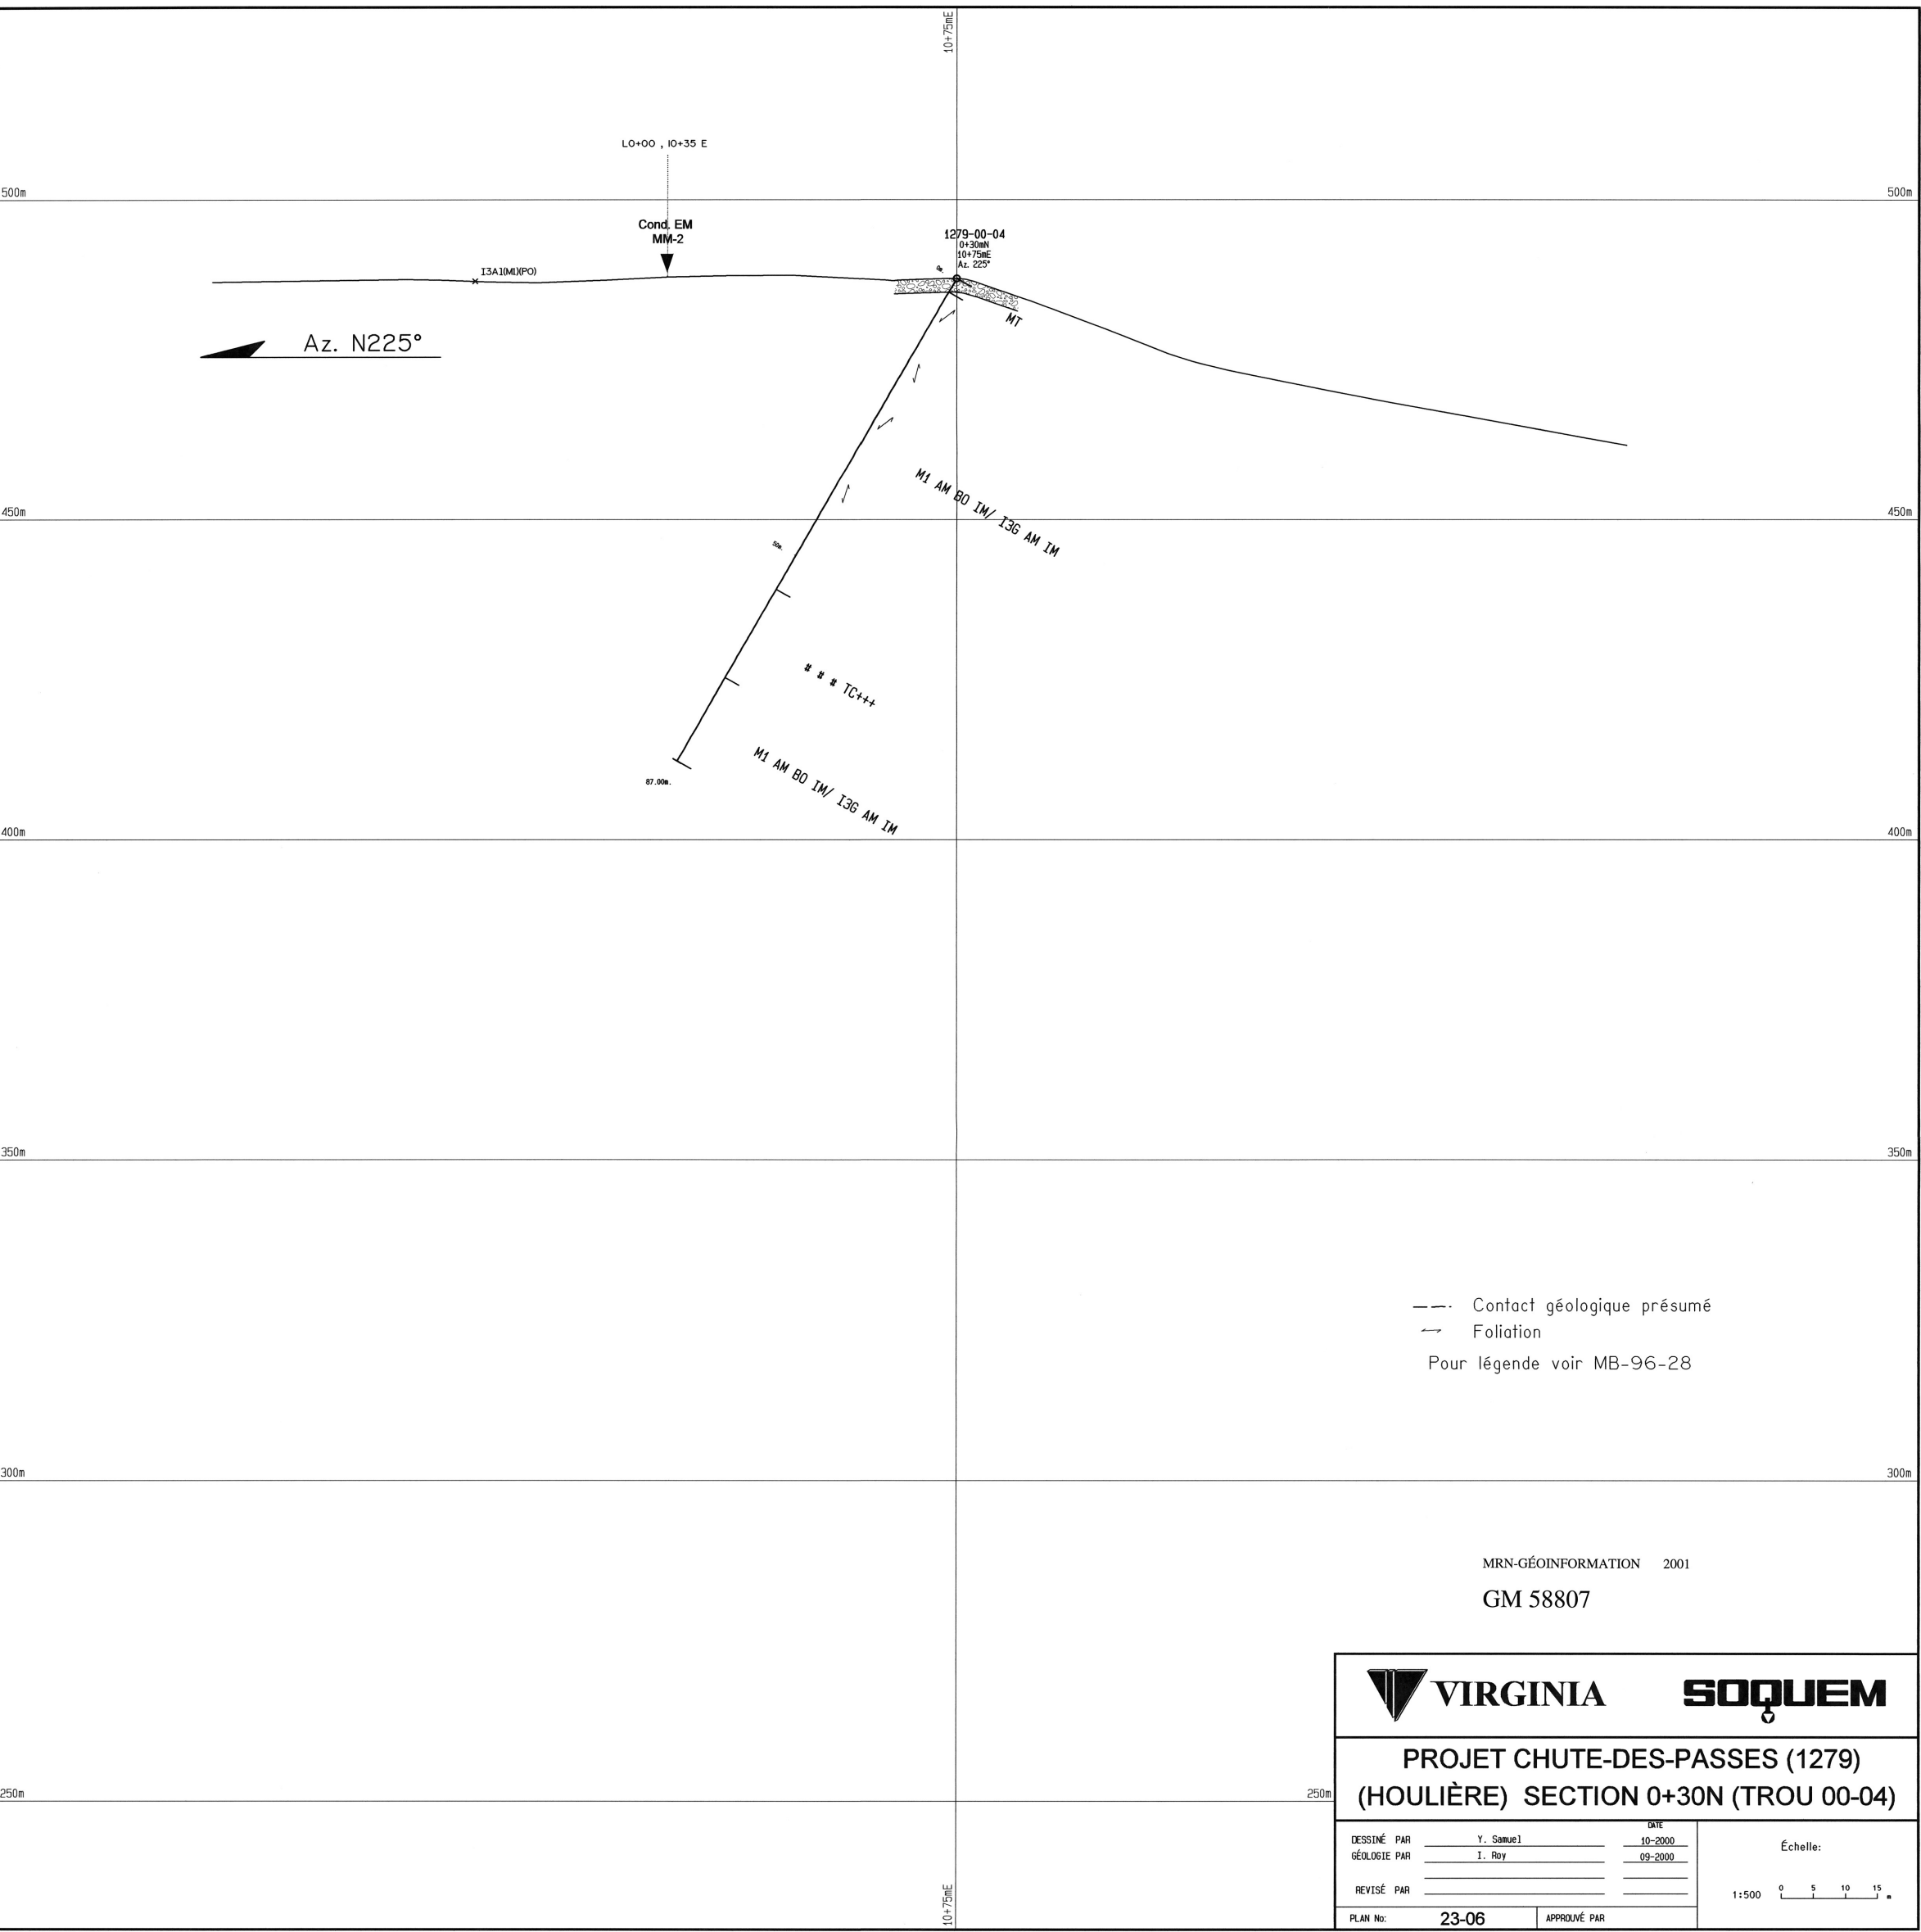 10+75mE
L0+00 , 10+35 E
500m
500m
Cond. EM
MM-2
1279-00-04
0+30mN
10+75mE
Az. 225°
0m.
I3A1(M1)(PO)
MT
Az. N225°
M1 AM BO IM/ I3G AM IM
450m
450m
50m.
# # # TC+++
M1 AM BO IM/ I3G AM IM
87.00m.
400m
400m
350m
350m
Contact géologique présumé
Foliation
Pour légende voir MB-96-28
300m
300m
MRN-GÉOINFORMATION 2001
GM 58807
VIRGINIA
SOQUEM
PROJET CHUTE-DES-PASSES (1279)
(HOULIÈRE) SECTION 0+30N (TROU 00-04)
250m
250m
DATE
DESSINÉ PAR Y. Samuel 10-2000
GÉOLOGIE PAR I. Roy 09-2000
REVISÉ PAR
Échelle:
1:500 0 5 10 15 m
PLAN No: 23-06 APPROUVÉ PAR
10+75mE